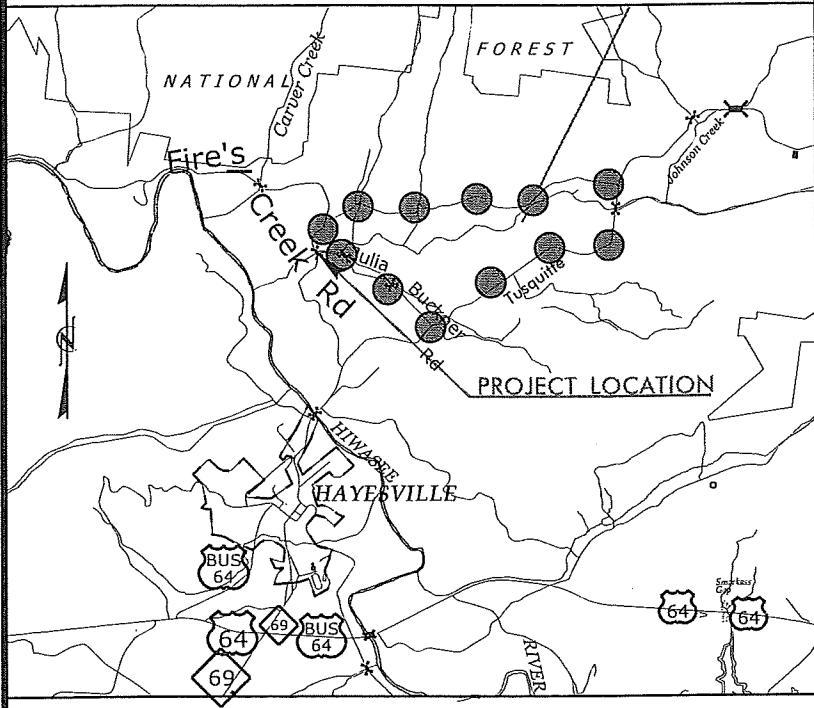 FOREST
NATIONAL
Carver Creek
Johnson Creek
Fire's
Creek Rd
Julia
Buckner
Rd
Tusquitte
N
PROJECT LOCATION
HIWASEE
HAYESVILLE
BUS
64
64
69
BUS
64
69
RIVER
64
64